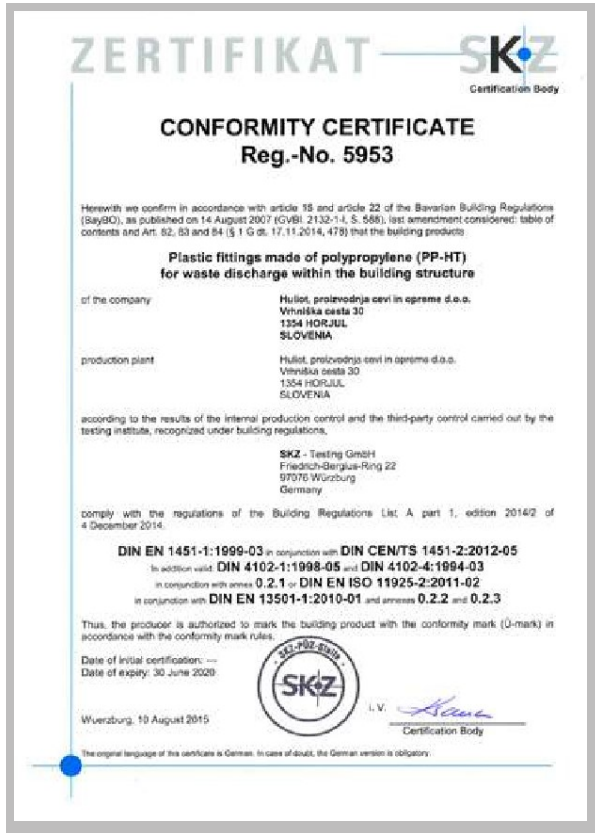 ZERTIFIKAT
SKZ
Certification Body
CONFORMITY CERTIFICATE
Reg.-No. 5953
Herewith we confirm in accordance with article 15 and article 22 of the Bavarian Building Regulations
(BayBO), as published on 14 August 2007 (GVBl. 2132-1-I, S. 588), last amendment considered: table of
contents and Art. 82, 83 and 84 (§ 1 G dt. 17.11.2014, 478) that the building products
Plastic fittings made of polypropylene (PP-HT)
for waste discharge within the building structure
of the company
Huliot, proizvodnja cevi in opreme d.o.o.
Vrhniška cesta 30
1354 HORJUL
SLOVENIA
production plant
Huliot, proizvodnja cevi in opreme d.o.o.
Vrhniška cesta 30
1354 HORJUL
SLOVENIA
according to the results of the internal production control and the third-party control carried out by the
testing institute, recognized under building regulations,
SKZ - Testing GmbH
Friedrich-Bergius-Ring 22
97076 Würzburg
Germany
comply with the regulations of the Building Regulations List A part 1, edition 2014/2 of
4 December 2014.
DIN EN 1451-1:1999-03 in conjunction with DIN CEN/TS 1451-2:2012-05
In addition valid: DIN 4102-1:1998-05 and DIN 4102-4:1994-03
in conjunction with annex 0.2.1 or DIN EN ISO 11925-2:2011-02
in conjunction with DIN EN 13501-1:2010-01 and annexes 0.2.2 and 0.2.3
Thus, the producer is authorized to mark the building product with the conformity mark (Ü-mark) in
accordance with the conformity mark rules.
Date of initial certification: ---
Date of expiry: 30 June 2020
SKZ-PÜZ-Stelle
SKZ
Wuerzburg, 10 August 2015
i. V.
Certification Body
The original language of this certificate is German. In case of doubt, the German version is obligatory.